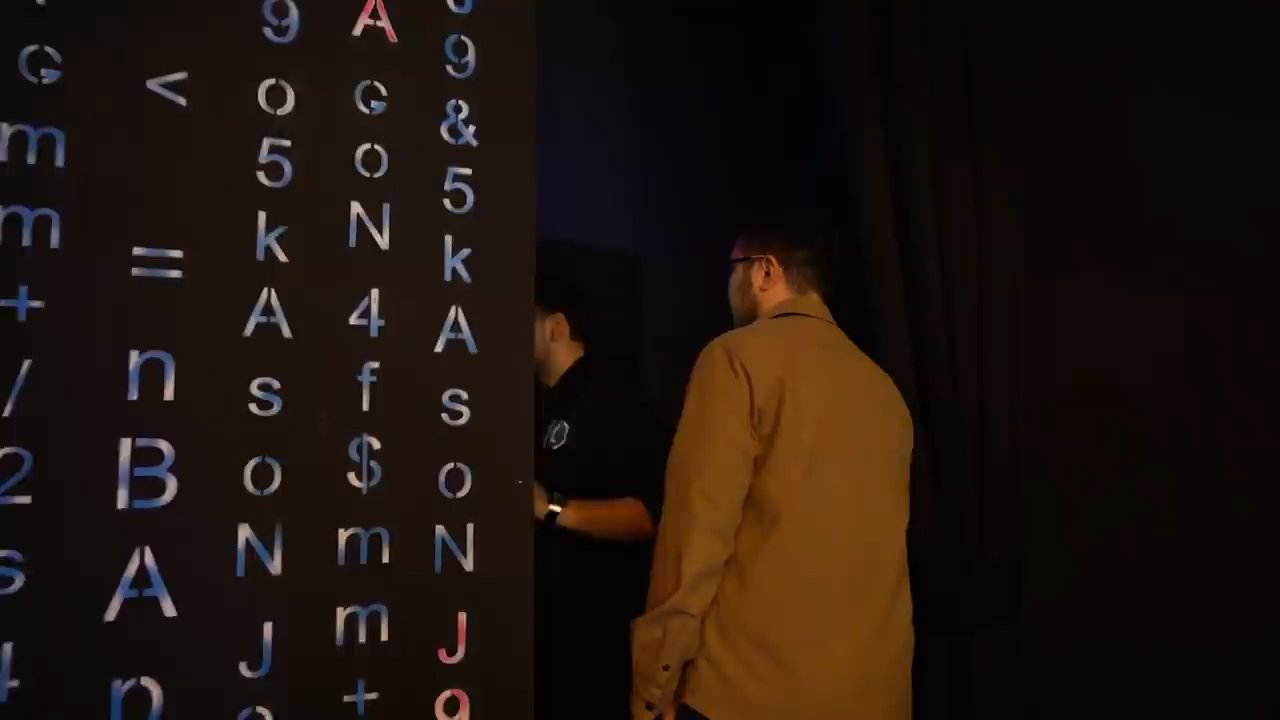 G m m + / 2 s
< = n B A n
9 o 5 k A s o N J
A G o N 4 f $ m m +
9 & 5 k A s o N J 9